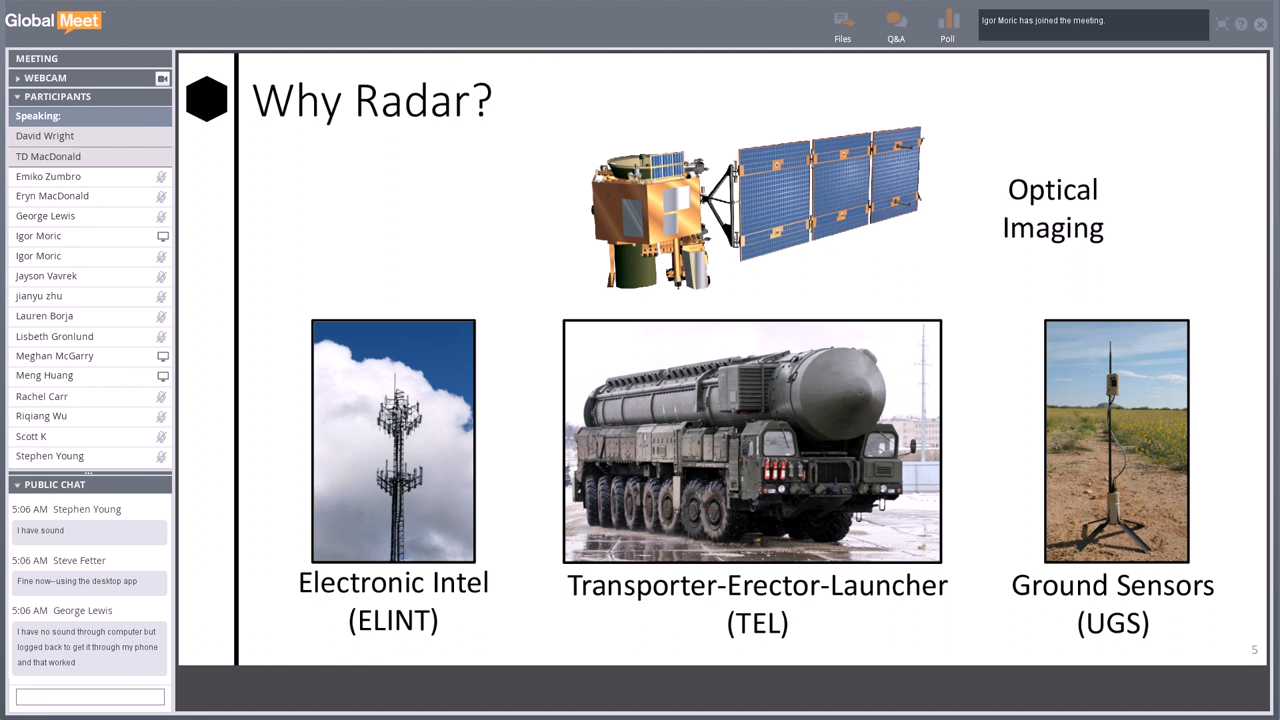 Global Meet
Files
Q&A
Poll
Igor Moric has joined the meeting.
MEETING
WEBCAM
PARTICIPANTS
Speaking:
David Wright
TD MacDonald
Emiko Zumbro
Eryn MacDonald
George Lewis
Igor Moric
Igor Moric
Jayson Vavrek
jianyu zhu
Lauren Borja
Lisbeth Gronlund
Meghan McGarry
Meng Huang
Rachel Carr
Riqiang Wu
Scott K
Stephen Young
PUBLIC CHAT
5:06 AM Stephen Young
I have sound
5:06 AM Steve Fetter
Fine now--using the desktop app
5:06 AM George Lewis
I have no sound through computer but
logged back to get it through my phone
and that worked
Why Radar?
Optical
Imaging
Electronic Intel
(ELINT)
Transporter-Erector-Launcher
(TEL)
Ground Sensors
(UGS)
5